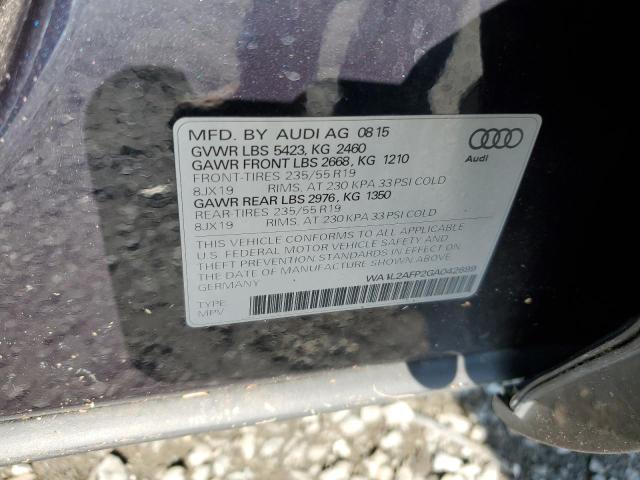 MFD. BY AUDI AG 08 15
GVWR LBS 5423, KG 2460
GAWR FRONT LBS 2668, KG 1210
FRONT-TIRES 235/55 R19
8JX19 RIMS, AT 230 KPA 33 PSI COLD
GAWR REAR LBS 2976, KG 1350
REAR-TIRES 235/55 R19
8JX19 RIMS, AT 230 KPA 33 PSI COLD
Audi
THIS VEHICLE CONFORMS TO ALL APPLICABLE
U.S. FEDERAL MOTOR VEHICLE SAFETY AND
THEFT PREVENTION STANDARDS IN EFFECT ON
THE DATE OF MANUFACTURE SHOWN ABOVE
GERMANY WA1L2AFP2GA042689
TYPE
MPV